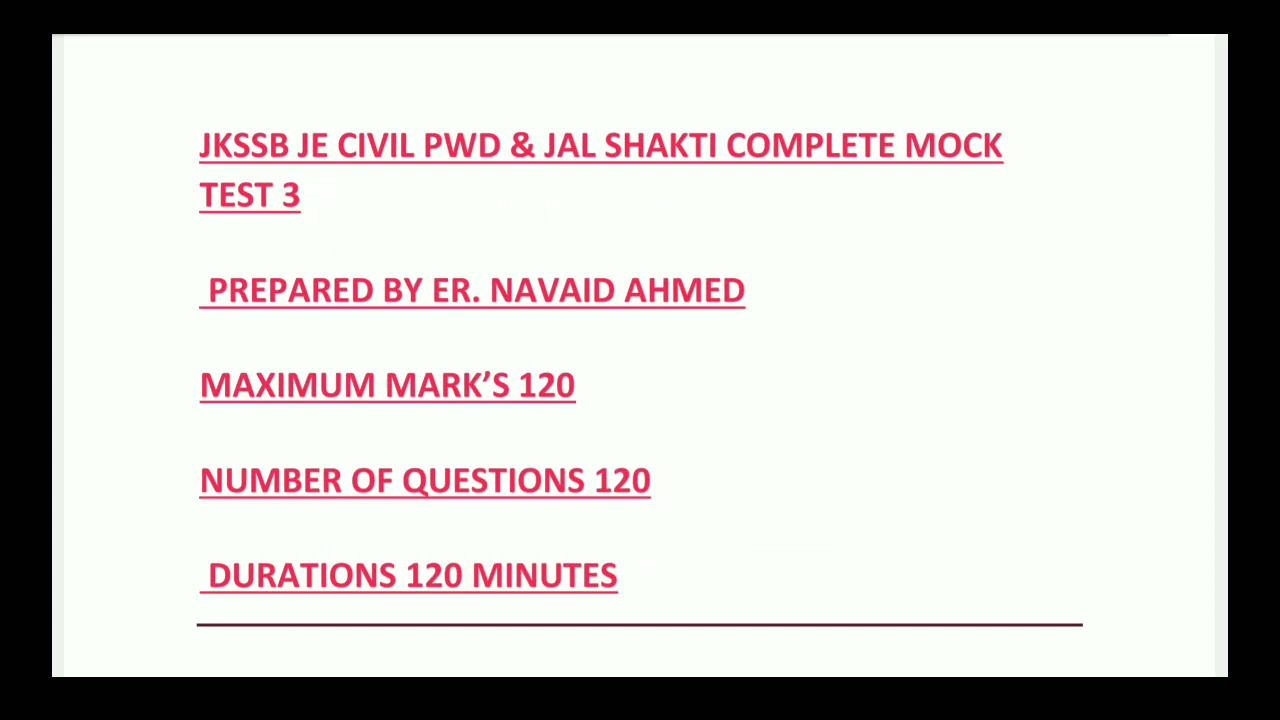 JKSSB JE CIVIL PWD & JAL SHAKTI COMPLETE MOCK
TEST 3
PREPARED BY ER. NAVAID AHMED
MAXIMUM MARK’S 120
NUMBER OF QUESTIONS 120
DURATIONS 120 MINUTES